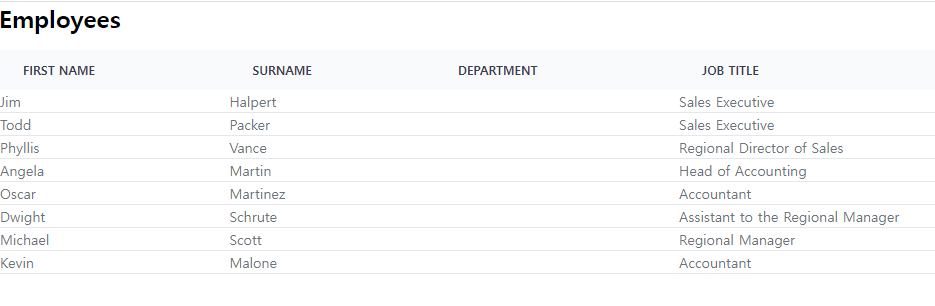 Employees
FIRST NAME SURNAME DEPARTMENT JOB TITLE
Jim Halpert Sales Executive
Todd Packer Sales Executive
Phyllis Vance Regional Director of Sales
Angela Martin Head of Accounting
Oscar Martinez Accountant
Dwight Schrute Assistant to the Regional Manager
Michael Scott Regional Manager
Kevin Malone Accountant